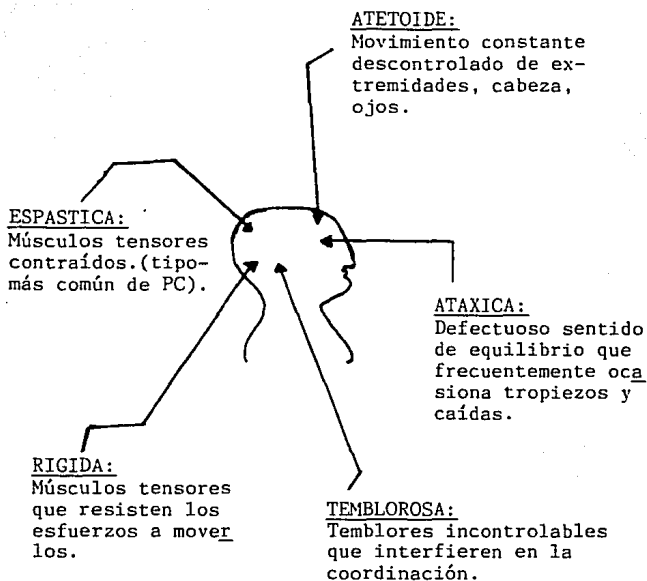 ATETOIDE:
Movimiento constante
descontrolado de ex-
tremidades, cabeza,
ojos.
ESPASTICA:
Músculos tensores
contraídos.(tipo-
más común de PC).
ATAXICA:
Defectuoso sentido
de equilibrio que
frecuentemente oca
siona tropiezos y
caídas.
RIGIDA:
Músculos tensores
que resisten los
esfuerzos a mover
los.
TEMBLOROSA:
Temblores incontrolables
que interfieren en la
coordinación.